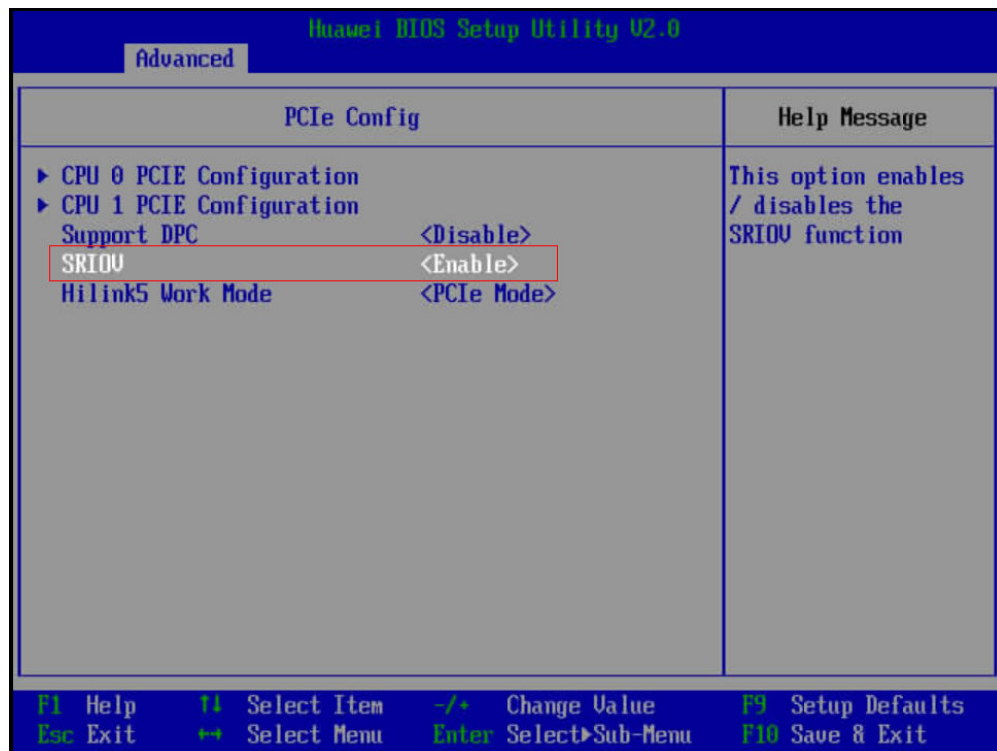 Huawei BIOS Setup Utility V2.0
Advanced
PCIe Config
Help Message
▶ CPU 0 PCIE Configuration
▶ CPU 1 PCIE Configuration
Support DPC <Disable>
SRIOV <Enable>
Hilink5 Work Mode <PCIe Mode>
This option enables
/ disables the
SRIOV function
F1 Help ↑↓ Select Item -/+ Change Value F9 Setup Defaults
Esc Exit ↔ Select Menu Enter Select▶Sub-Menu F10 Save & Exit